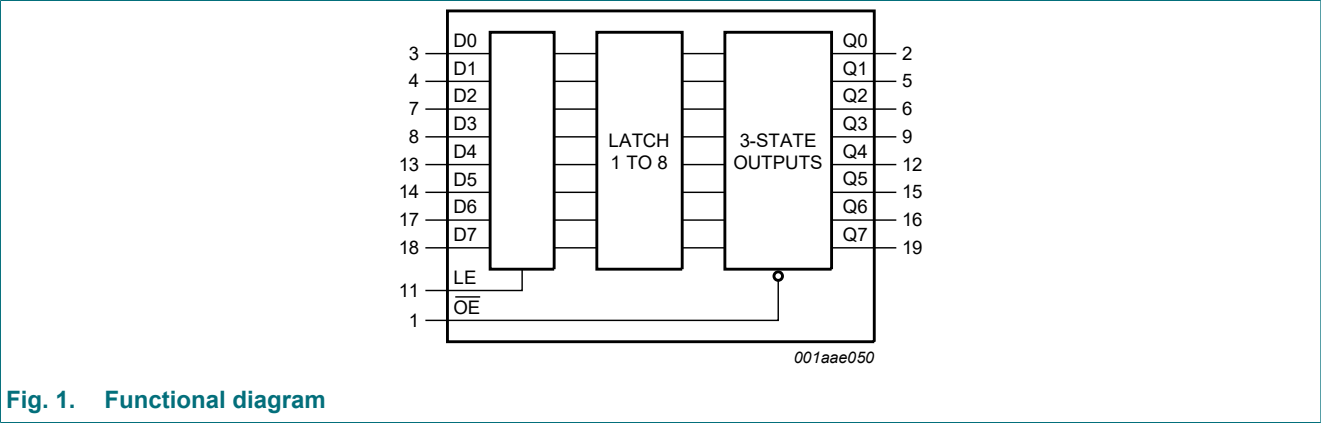 D0
Q0
3
2
D1
Q1
4
5
D2
Q2
7
6
D3
Q3
8
9
LATCH
1 TO 8
3-STATE
OUTPUTS
D4
Q4
13
12
D5
Q5
14
15
D6
Q6
17
16
D7
Q7
18
19
LE
11
O̅E̅
1
001aae050
Fig. 1. Functional diagram